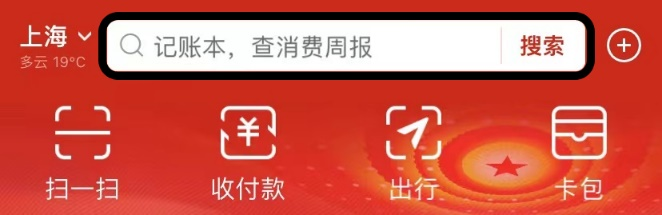 上海
多云 19°C
记账本，查消费周报
搜索
扫一扫
收付款
出行
卡包